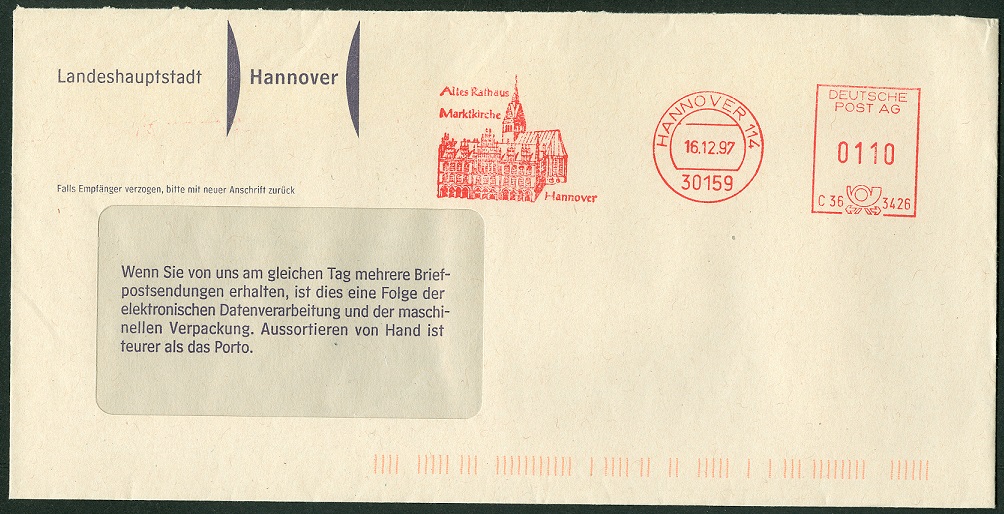 Landeshauptstadt Hannover
Altes Rathaus
Marktkirche
Hannover
HANNOVER 114
16.12.97
30159
DEUTSCHE
POST AG
0110
C 36 3426
Falls Empfänger verzogen, bitte mit neuer Anschrift zurück
Wenn Sie von uns am gleichen Tag mehrere Brief-
postsendungen erhalten, ist dies eine Folge der
elektronischen Datenverarbeitung und der maschi-
nellen Verpackung. Aussortieren von Hand ist
teurer als das Porto.